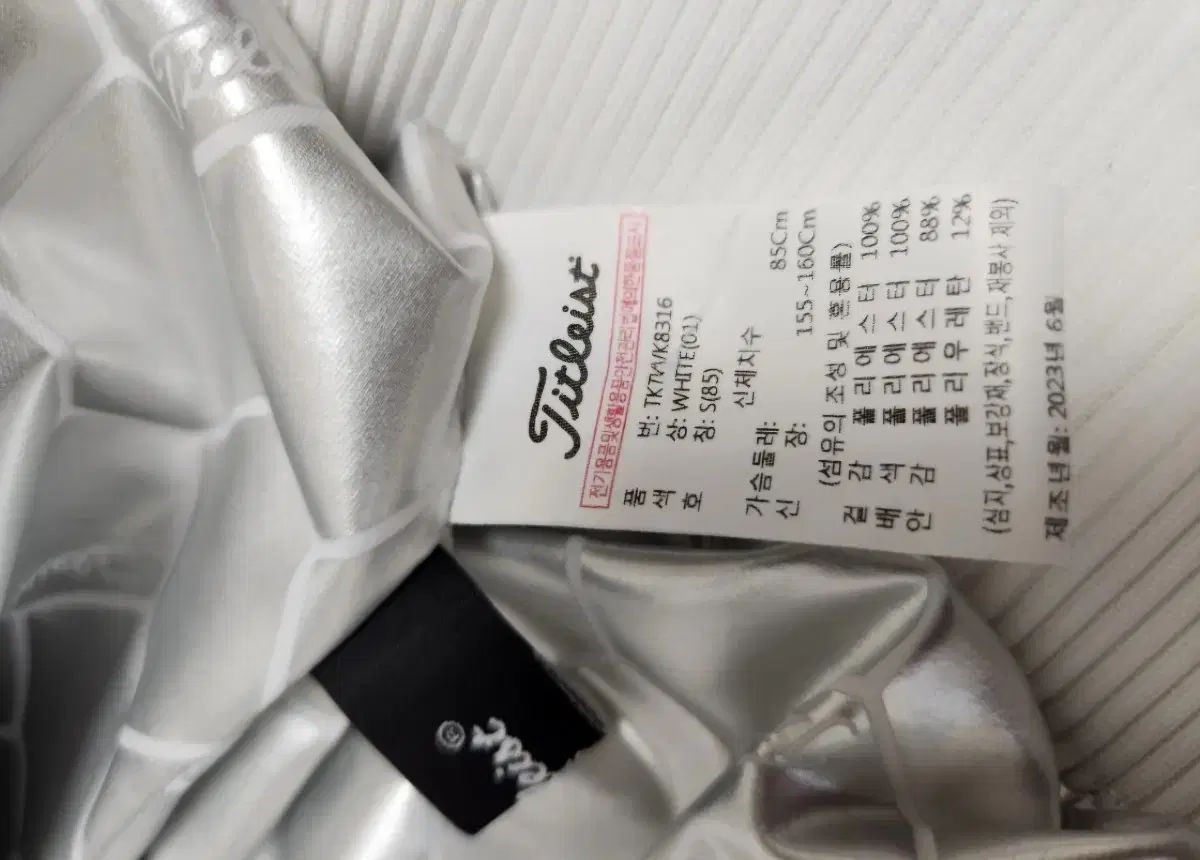 Titleist
전기용품및생활용품안전관리법에의한품질표시
품 번: TKTVVK8316
색 상: WHITE(01)
호 칭: S(85)
신체치수
가슴둘레: 85Cm
신 장: 155~160Cm
(섬유의 조성 및 혼용률)
겉 감 폴리에스터 100%
배 색 폴리에스터 100%
안 감 폴리에스터 88%
폴리우레탄 12%
(심지,상표,보강재,장식,밴드,재봉사 제외)
제조년월: 2023년 6월